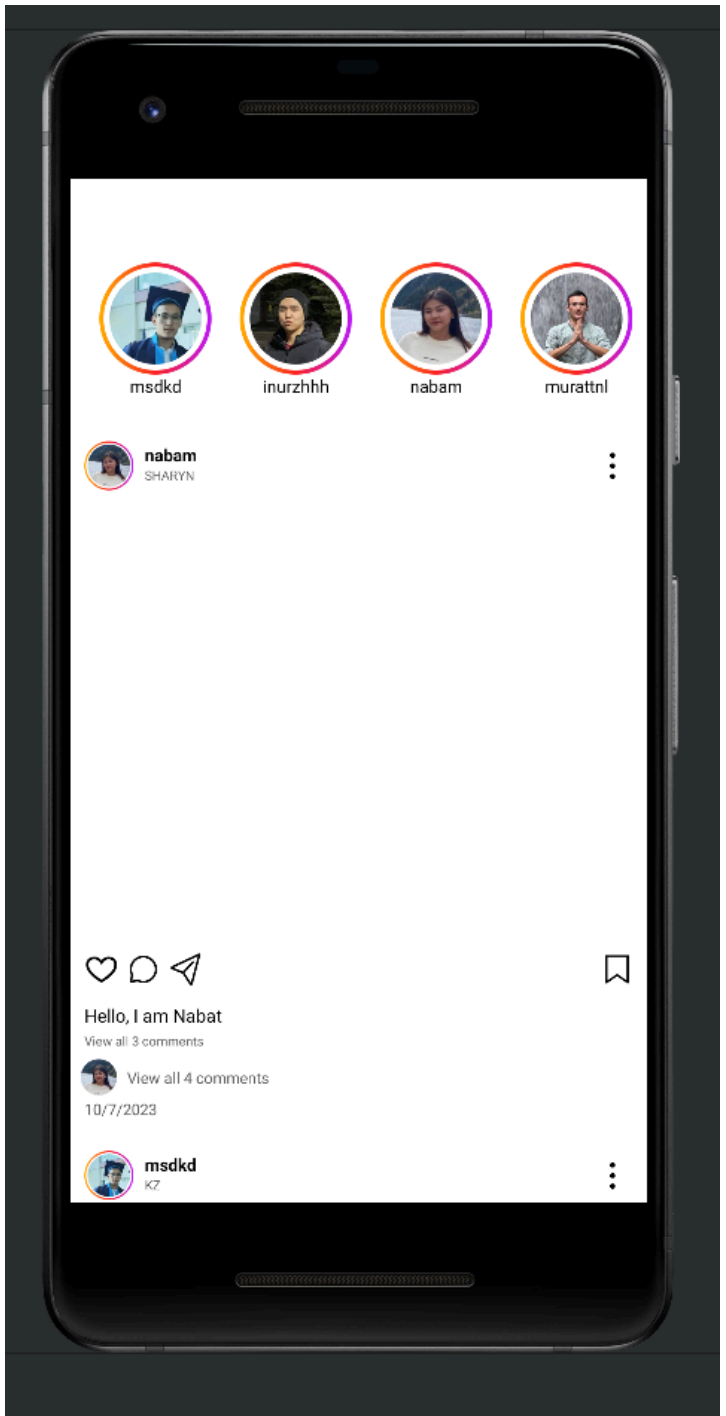 msdkd inurzhhh nabam murattnl
nabam
SHARYN
Hello, I am Nabat
View all 3 comments
View all 4 comments
10/7/2023
msdkd
KZ